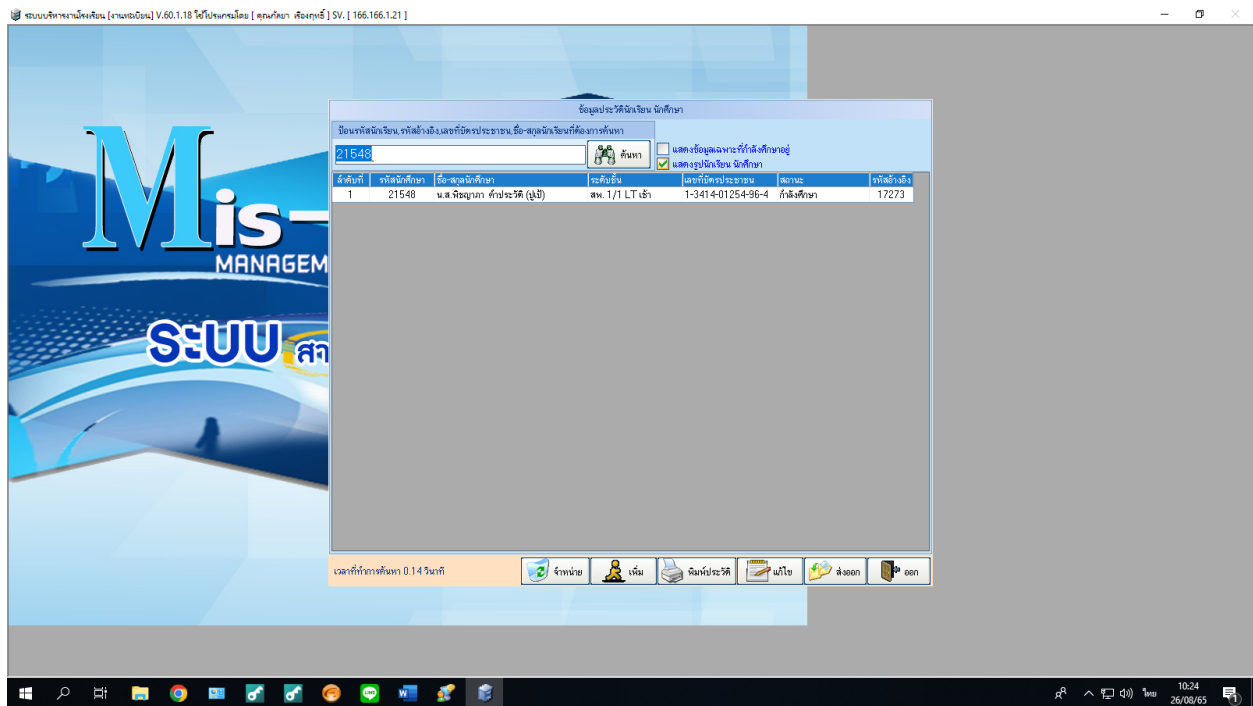 ระบบบริหารงานโรงเรียน [งานทะเบียน] V.60.1.18 ใช้โปรแกรมโดย [ คุณกัลยา เรืองฤทธิ์ ] SV. [ 166.166.1.21 ]
ข้อมูลประวัตินักเรียน นักศึกษา
ป้อนรหัสนักเรียน,รหัสอ้างอิง,เลขที่บัตรประชาชน,ชื่อ-สกุลนักเรียนที่ต้องการค้นหา
21548
ค้นหา
แสดงข้อมูลเฉพาะที่กำลังศึกษาอยู่
แสดงรูปนักเรียน นักศึกษา
ลำดับที่ รหัสนักศึกษา ชื่อ-สกุลนักศึกษา ระดับชั้น เลขที่บัตรประชาชน สถานะ รหัสอ้างอิง
1 21548 น.ส.พิชญาภา คำประวัติ (ปูเป้) สพ. 1/1 LT เช้า 1-3414-01254-96-4 กำลังศึกษา 17273
Mis-
MANAGEM
ระบบ สา
เวลาที่ทำการค้นหา 0.14 วินาที
จำหน่าย เพิ่ม พิมพ์ประวัติ แก้ไข ส่งออก ออก
ไทย
10:24
26/08/65
1